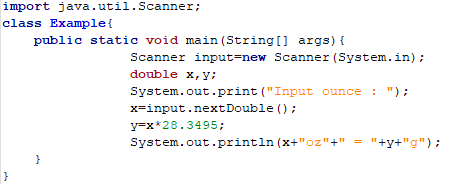 import java.util.Scanner;
class Example{
    public static void main(String[] args){
                Scanner input=new Scanner(System.in);
                double x,y;
                System.out.print("Input ounce : ");
                x=input.nextDouble();
                y=x*28.3495;
                System.out.println(x+"oz"+" = "+y+"g");
    }
}